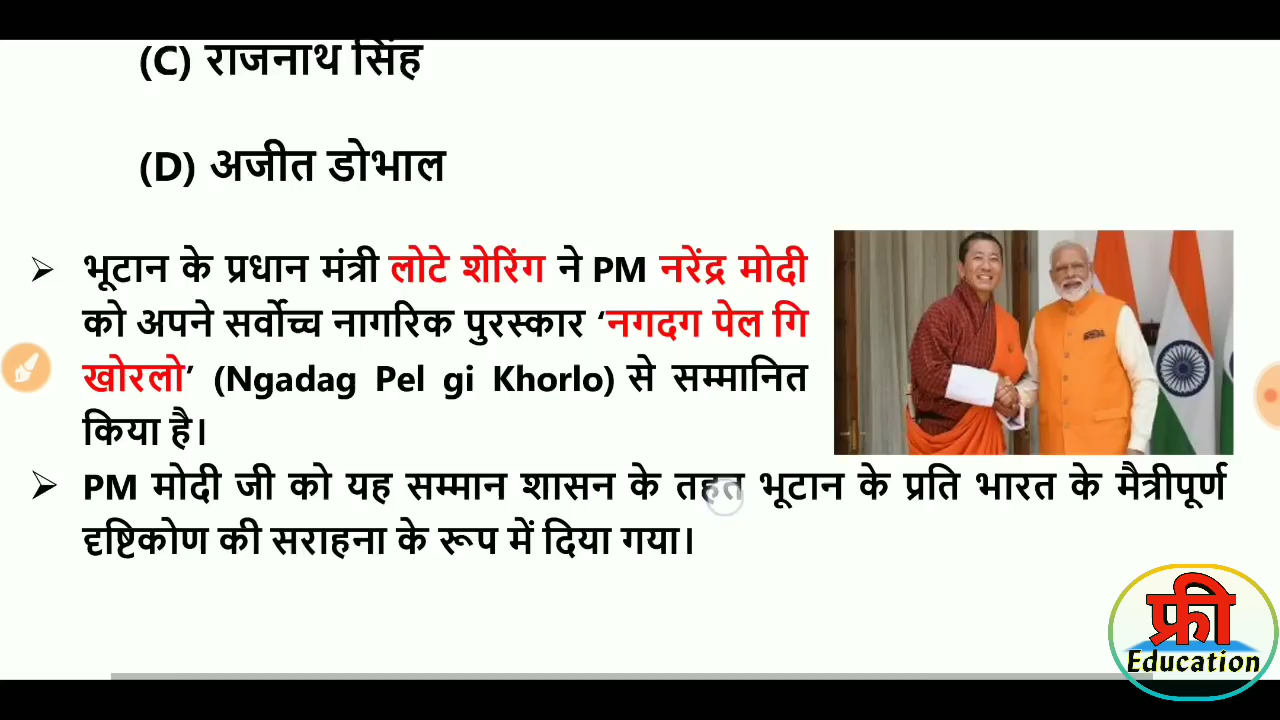 (C) राजनाथ सिंह
(D) अजीत डोभाल
➢ भूटान के प्रधान मंत्री लोटे शेरिंग ने PM नरेंद्र मोदी
को अपने सर्वोच्च नागरिक पुरस्कार ‘नगदग पेल गि
खोरलो’ (Ngadag Pel gi Khorlo) से सम्मानित
किया है।
➢ PM मोदी जी को यह सम्मान शासन के तहत भूटान के प्रति भारत के मैत्रीपूर्ण
दृष्टिकोण की सराहना के रूप में दिया गया।
फ्री
Education